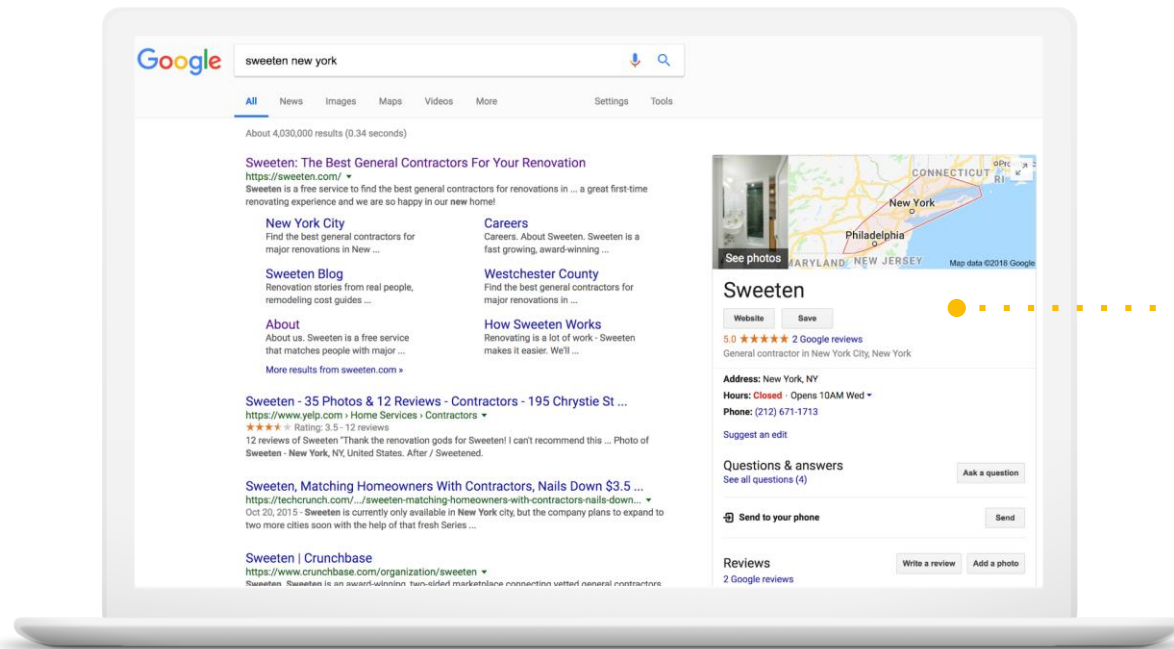 Google
sweeten new york
All News Images Maps Videos More Settings Tools
About 4,030,000 results (0.34 seconds)
Sweeten: The Best General Contractors For Your Renovation
https://sweeten.com/
Sweeten is a free service to find the best general contractors for renovations in ... a great first-time
renovating experience and we are so happy in our new home!
New York City
Find the best general contractors for
major renovations in New ...
Careers
Careers. About Sweeten. Sweeten is a
fast growing, award-winning ...
Sweeten Blog
Renovation stories from real people,
remodeling cost guides ...
Westchester County
Find the best general contractors for
major renovations in ...
About
About us. Sweeten is a free service
that matches people with major ...
How Sweeten Works
Renovating is a lot of work - Sweeten
makes it easier. We'll ...
More results from sweeten.com »
Sweeten - 35 Photos & 12 Reviews - Contractors - 195 Chrystie St ...
https://www.yelp.com › Home Services › Contractors
Rating: 3.5 - 12 reviews
12 reviews of Sweeten "Thank the renovation gods for Sweeten! I can't recommend this ... Photo of
Sweeten - New York, NY, United States. After / Sweetened.
Sweeten, Matching Homeowners With Contractors, Nails Down $3.5 ...
https://techcrunch.com/.../sweeten-matching-homeowners-with-contractors-nails-down...
Oct 20, 2015 - Sweeten is currently only available in New York city, but the company plans to expand to
two more cities soon with the help of that fresh Series ...
Sweeten | Crunchbase
https://www.crunchbase.com/organization/sweeten
Sweeten. Sweeten is an award-winning, two-sided marketplace connecting vetted general contractors
See photos
CONNECTICUT
RI
New York
Philadelphia
MARYLAND NEW JERSEY
Map data ©2018 Google
Sweeten
Website Save
5.0 ★★★★★ 2 Google reviews
General contractor in New York City, New York
Address: New York, NY
Hours: Closed · Opens 10AM Wed
Phone: (212) 671-1713
Suggest an edit
Questions & answers
See all questions (4)
Ask a question
Send to your phone
Send
Reviews
2 Google reviews
Write a review Add a photo